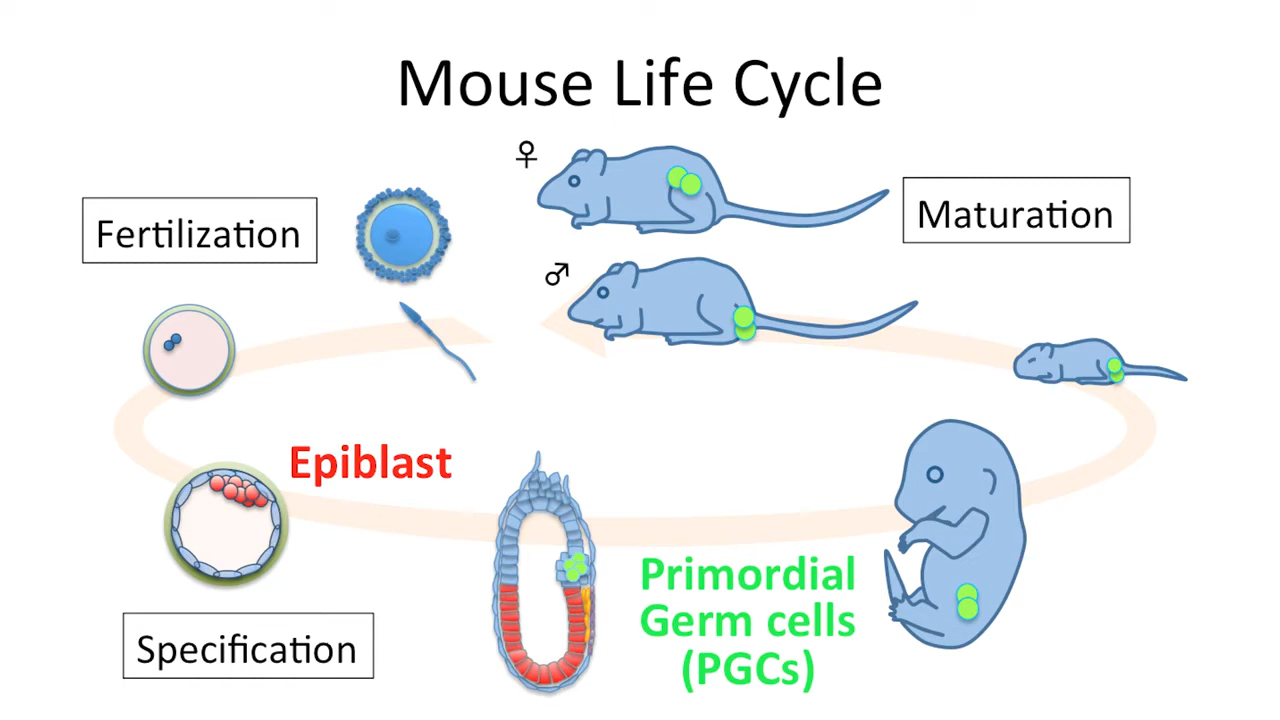 Mouse Life Cycle
♀
Fertilization
Maturation
♂
Epiblast
Primordial
Germ cells
(PGCs)
Specification